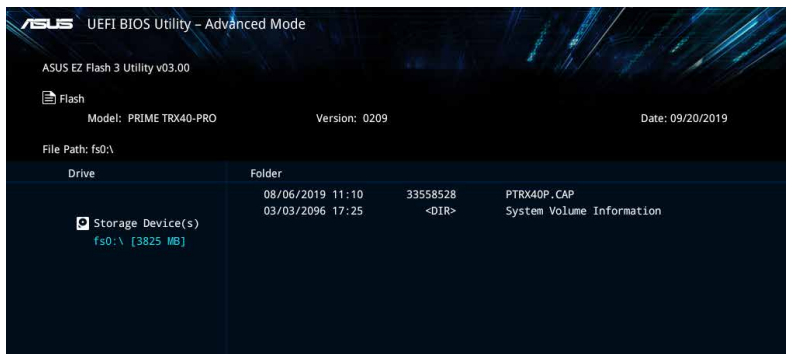 ASUS UEFI BIOS Utility – Advanced Mode
ASUS EZ Flash 3 Utility v03.00
Flash
Model: PRIME TRX40-PRO Version: 0209 Date: 09/20/2019
File Path: fs0:\
Drive Folder
08/06/2019 11:10 33558528 PTRX40P.CAP
03/03/2096 17:25 <DIR> System Volume Information
Storage Device(s)
fs0:\ [3825 MB]